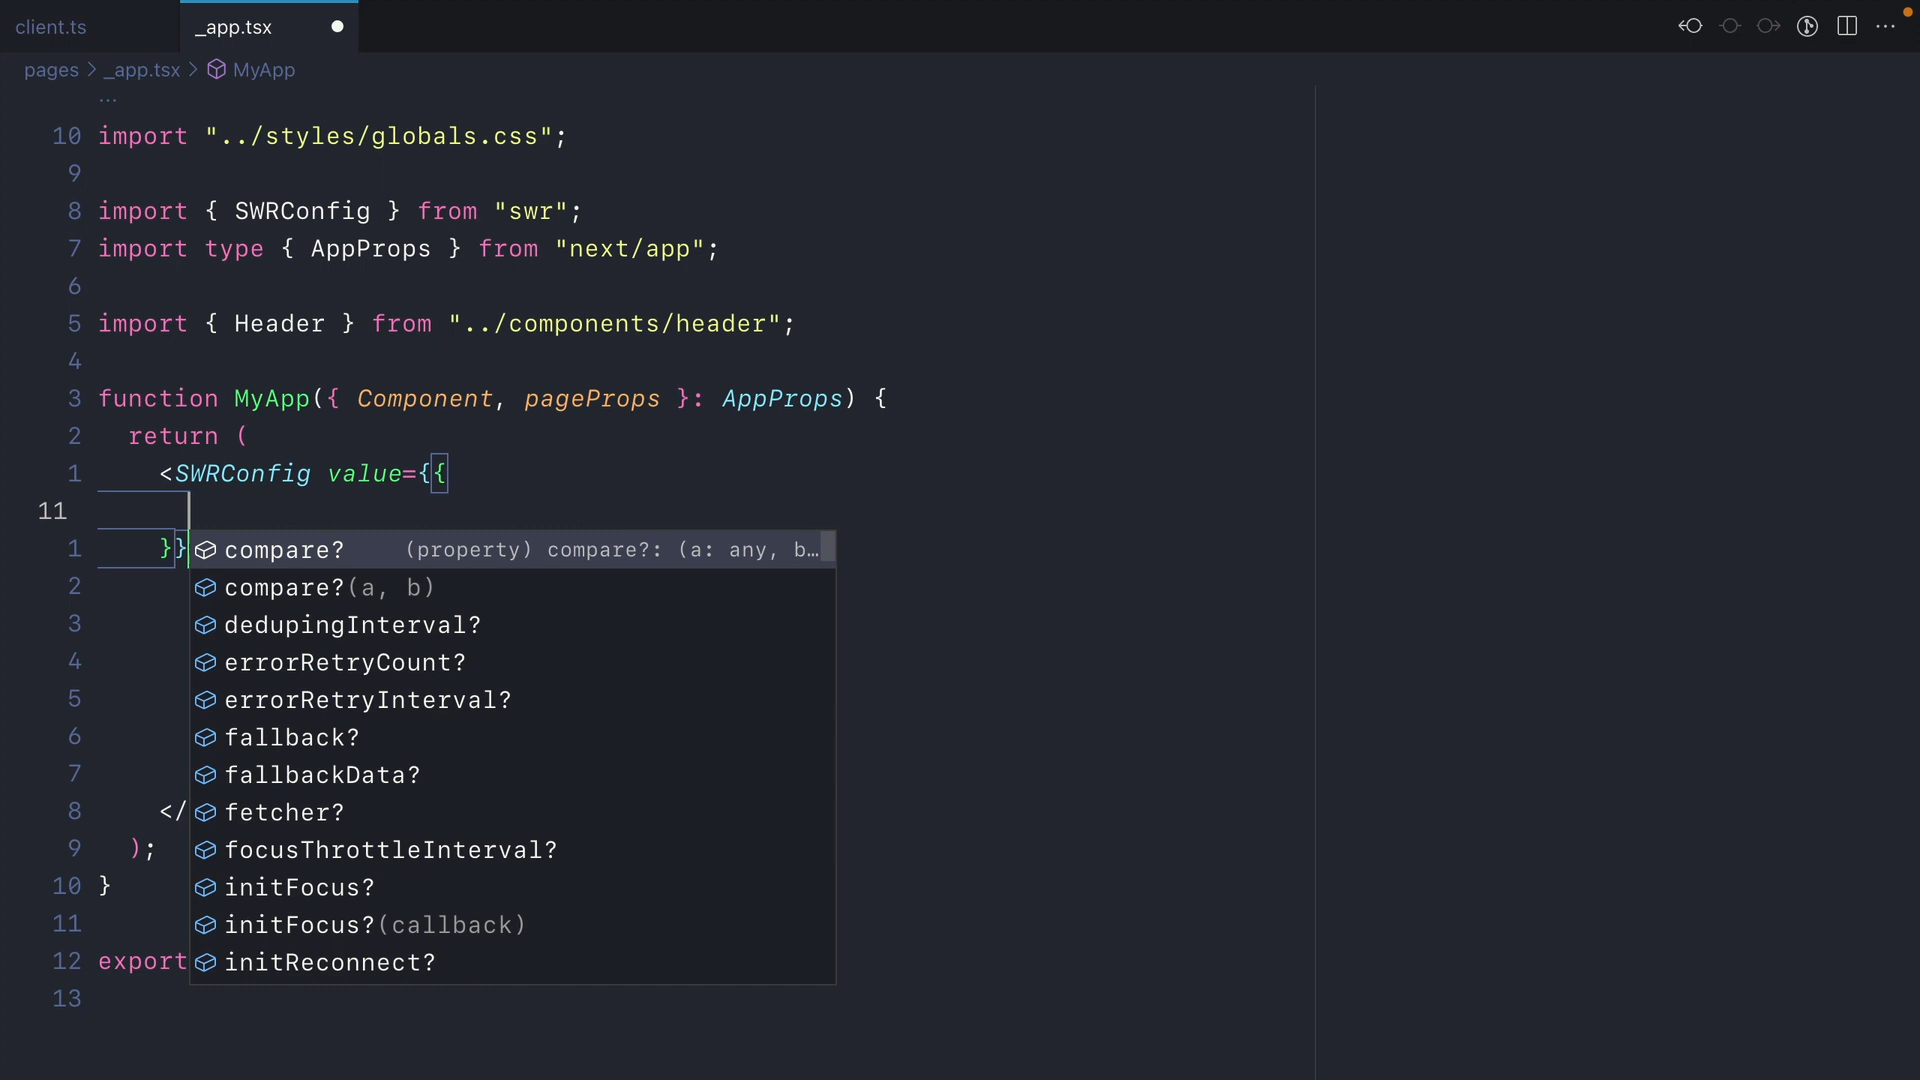 client.ts
_app.tsx
pages > _app.tsx > MyApp
...
10 import "../styles/globals.css";
9
8 import { SWRConfig } from "swr";
7 import type { AppProps } from "next/app";
6
5 import { Header } from "../components/header";
4
3 function MyApp({ Component, pageProps }: AppProps) {
2 return (
1 <SWRConfig value={{
11
1 }}
compare? (property) compare?: (a: any, b…
2
compare?(a, b)
3
dedupingInterval?
4
errorRetryCount?
5
errorRetryInterval?
6
fallback?
7
fallbackData?
8 </
fetcher?
9 );
focusThrottleInterval?
10 }
initFocus?
11
initFocus?(callback)
12 export
initReconnect?
13